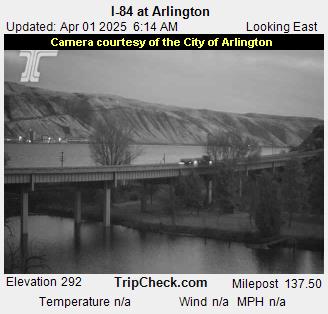 I-84 at Arlington
Updated: Apr 01 2025 6:14 AM Looking East
Camera courtesy of the City of Arlington
Elevation 292 TripCheck.com Milepost 137.50
Temperature n/a Wind n/a MPH n/a